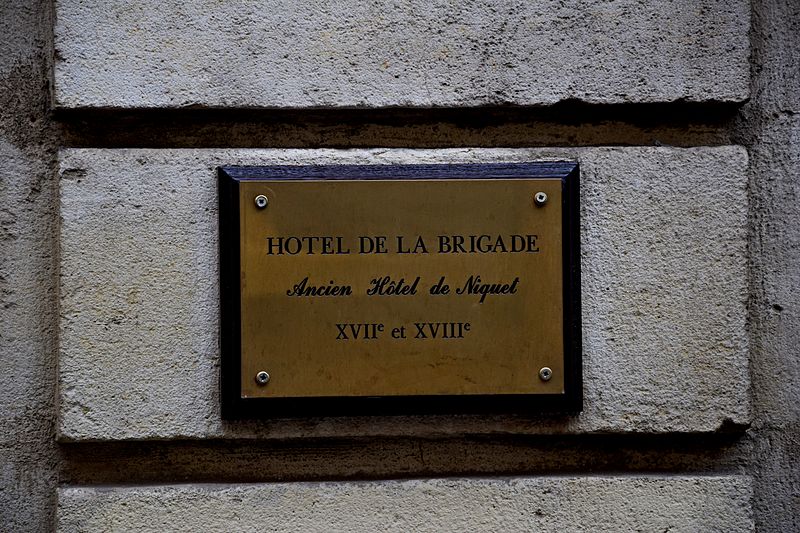 HOTEL DE LA BRIGADE
Ancien Hôtel de Niquet
XVIIe et XVIIIe